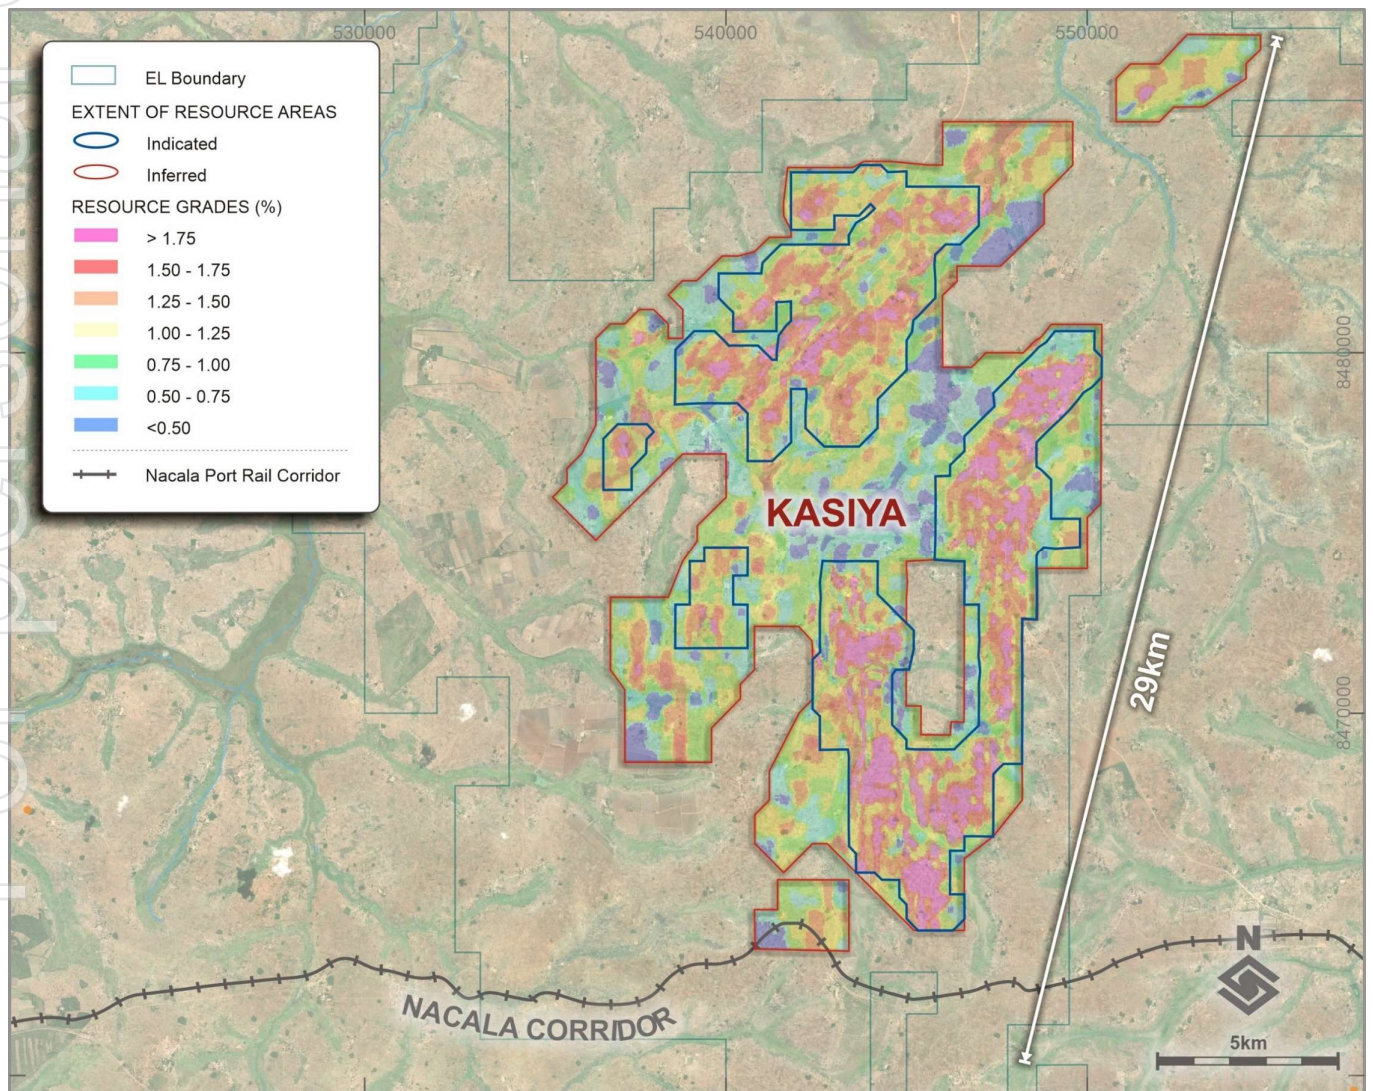 530000
540000
550000
EL Boundary
EXTENT OF RESOURCE AREAS
Indicated
Inferred
RESOURCE GRADES (%)
> 1.75
1.50 - 1.75
1.25 - 1.50
1.00 - 1.25
0.75 - 1.00
0.50 - 0.75
<0.50
Nacala Port Rail Corridor
8480000
KASIYA
29km
8470000
N
NACALA CORRIDOR
5km